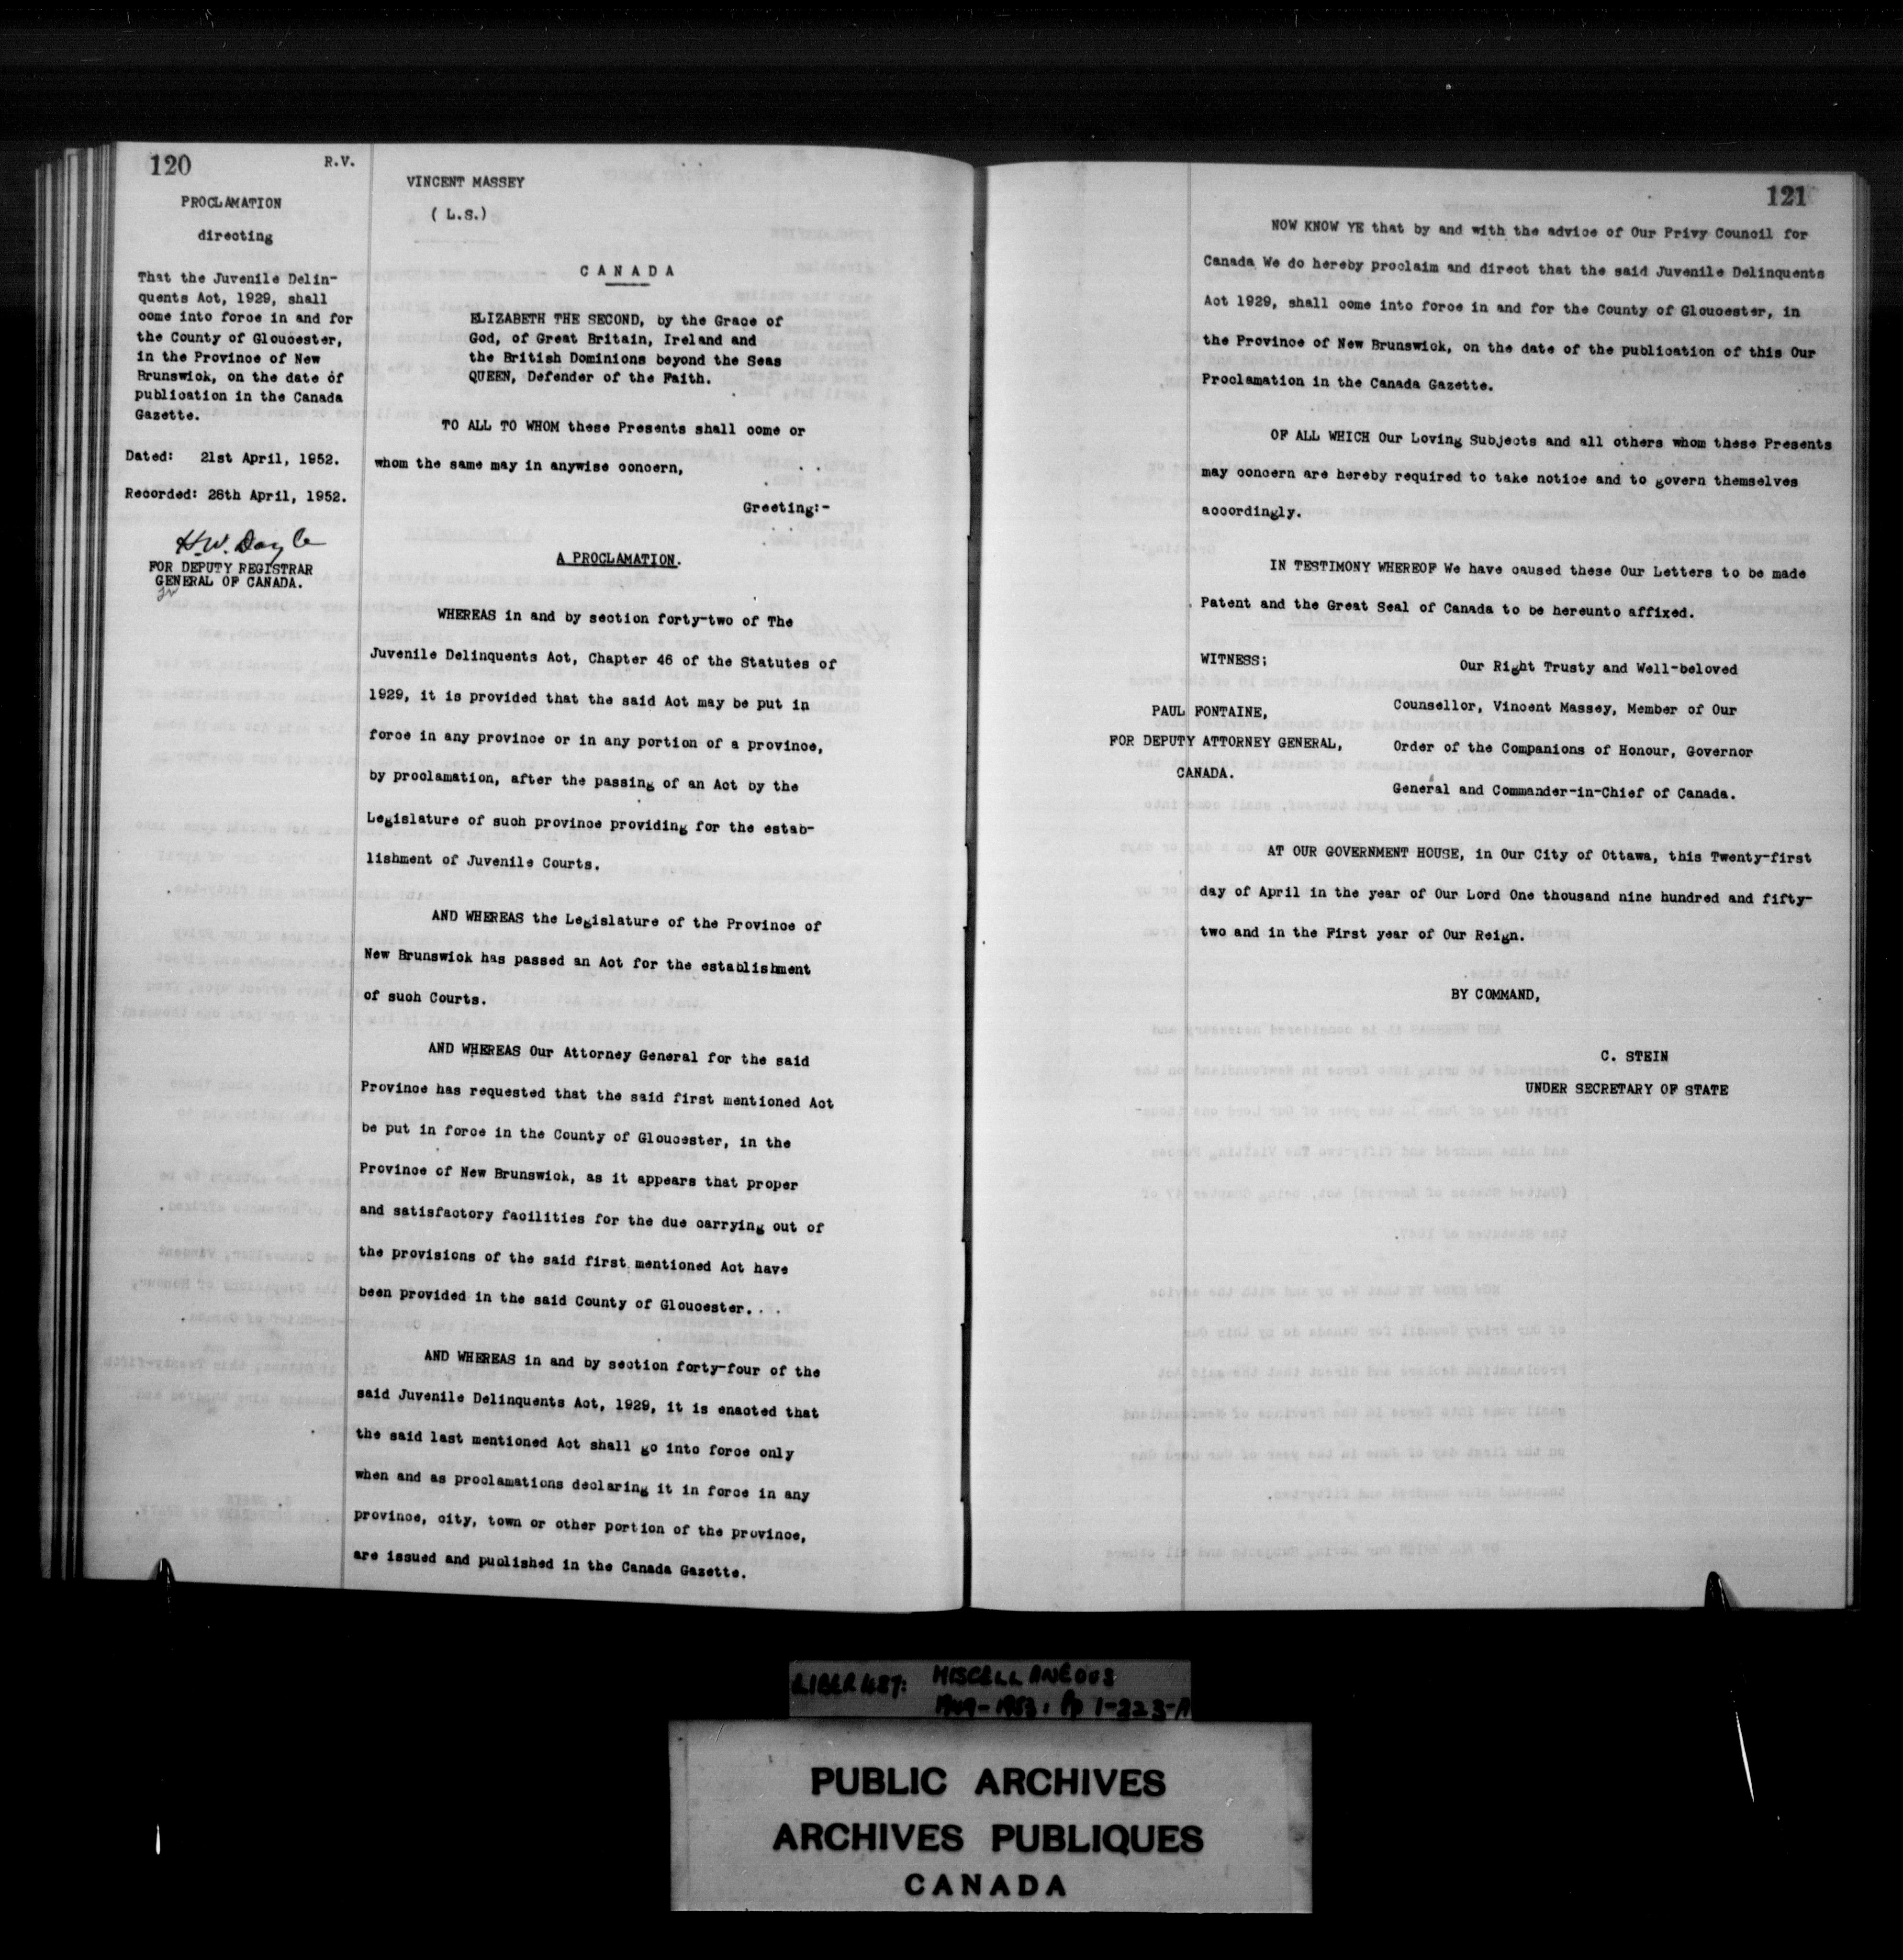 120
R.V.
PROCLAMATION
directing
That the Juvenile Delin-
quents Act, 1929, shall
come into force in and for
the County of Gloucester,
in the Province of New
Brunswick, on the date of
publication in the Canada
Gazette.
Dated: 21st April, 1952.
Recorded: 26th April, 1952.
H.W. Doyle
FOR DEPUTY REGISTRAR
GENERAL OF CANADA.
VINCENT MASSEY
( L.S.)
CANADA
ELIZABETH THE SECOND, by the Grace of
God, of Great Britain, Ireland and
the British Dominions beyond the Seas
QUEEN, Defender of the Faith.
TO ALL TO WHOM these Presents shall come or
whom the same may in anywise concern,
Greeting:-
A PROCLAMATION.
WHEREAS in and by section forty-two of The
Juvenile Delinquents Act, Chapter 46 of the Statutes of
1929, it is provided that the said Act may be put in
force in any province or in any portion of a province,
by proclamation, after the passing of an Act by the
Legislature of such province providing for the estab-
lishment of Juvenile Courts.
AND WHEREAS the Legislature of the Province of
New Brunswick has passed an Act for the establishment
of such Courts.
AND WHEREAS Our Attorney General for the said
Province has requested that the said first mentioned Act
be put in force in the County of Gloucester, in the
Province of New Brunswick, as it appears that proper
and satisfactory facilities for the due carrying out of
the provisions of the said first mentioned Act have
been provided in the said County of Gloucester.
AND WHEREAS in and by section forty-four of the
said Juvenile Delinquents Act, 1929, it is enacted that
the said last mentioned Act shall go into force only
when and as proclamations declaring it in force in any
province, city, town or other portion of the province,
are issued and published in the Canada Gazette.
121
NOW KNOW YE that by and with the advice of Our Privy Council for
Canada We do hereby proclaim and direct that the said Juvenile Delinquents
Act 1929, shall come into force in and for the County of Gloucester, in
the Province of New Brunswick, on the date of the publication of this Our
Proclamation in the Canada Gazette.
OF ALL WHICH Our Loving Subjects and all others whom these Presents
may concern are hereby required to take notice and to govern themselves
accordingly.
IN TESTIMONY WHEREOF We have caused these Our Letters to be made
Patent and the Great Seal of Canada to be hereunto affixed.
WITNESS;
PAUL FONTAINE,
FOR DEPUTY ATTORNEY GENERAL,
CANADA.
Our Right Trusty and Well-beloved
Counsellor, Vincent Massey, Member of Our
Order of the Companions of Honour, Governor
General and Commander-in-Chief of Canada.
AT OUR GOVERNMENT HOUSE, in Our City of Ottawa, this Twenty-first
day of April in the year of Our Lord One thousand nine hundred and fifty-
two and in the First year of Our Reign.
BY COMMAND,
C. STEIN
UNDER SECRETARY OF STATE
LIBER 487: MISCELLANEOUS
1949-1953: Pp 1-223-A
PUBLIC ARCHIVES
ARCHIVES PUBLIQUES
CANADA